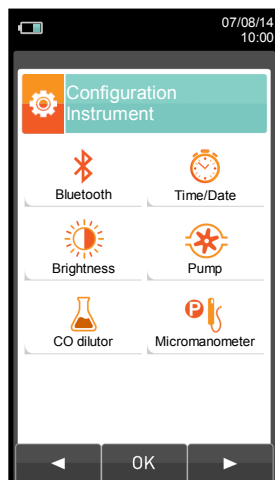 07/08/14
10:00
Configuration
Instrument
Bluetooth
Time/Date
Brightness
Pump
P
CO dilutor
Micromanometer
OK